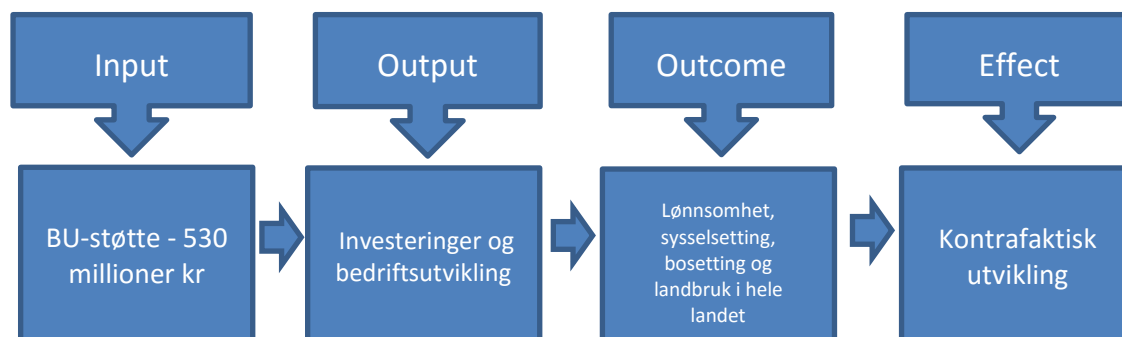 Input
Output
Outcome
Effect
BU-støtte - 530
millioner kr
Investeringer og
bedriftsutvikling
Lønnsomhet,
sysselsetting,
bosetting og
landbruk i hele
landet
Kontrafaktisk
utvikling